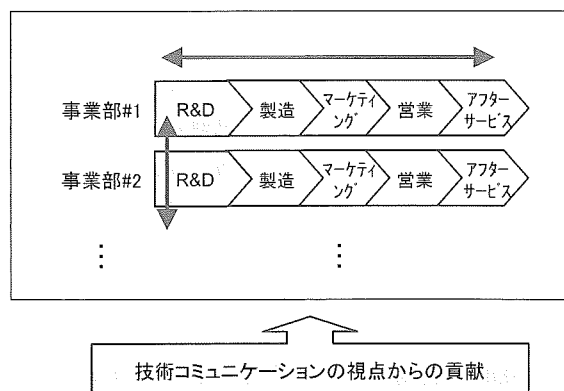 事業部#1
R&D
製造
マーケティ
ング
営業
アフター
サービス
事業部#2
R&D
製造
マーケティ
ング
営業
アフター
サービス
⋮
⋮
技術コミュニケーションの視点からの貢献